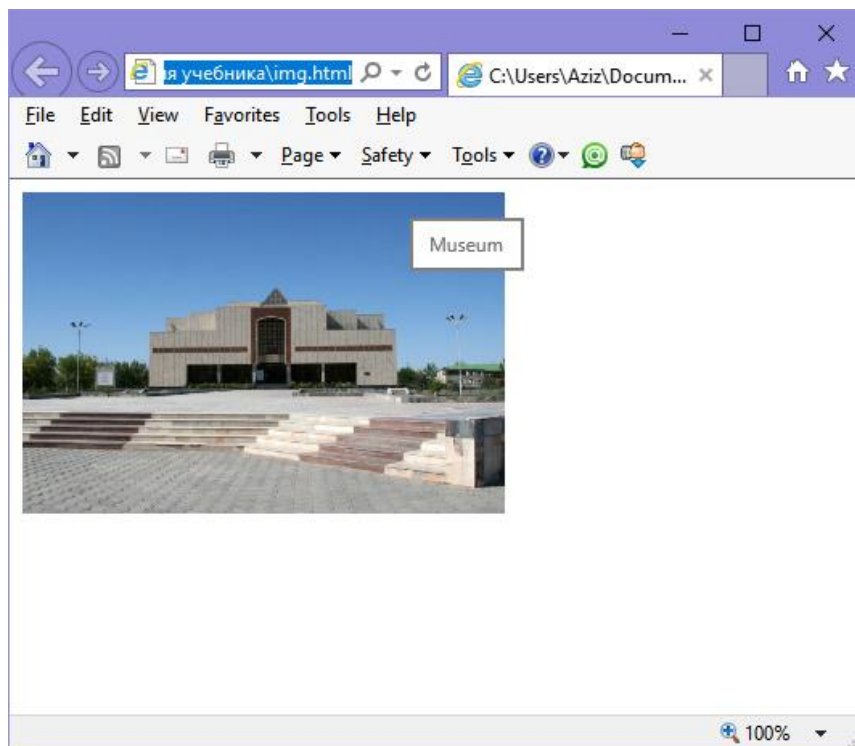 я учебника\img.html
C:\Users\Aziz\Docum...
File Edit View Favorites Tools Help
Page Safety Tools
Museum
100%